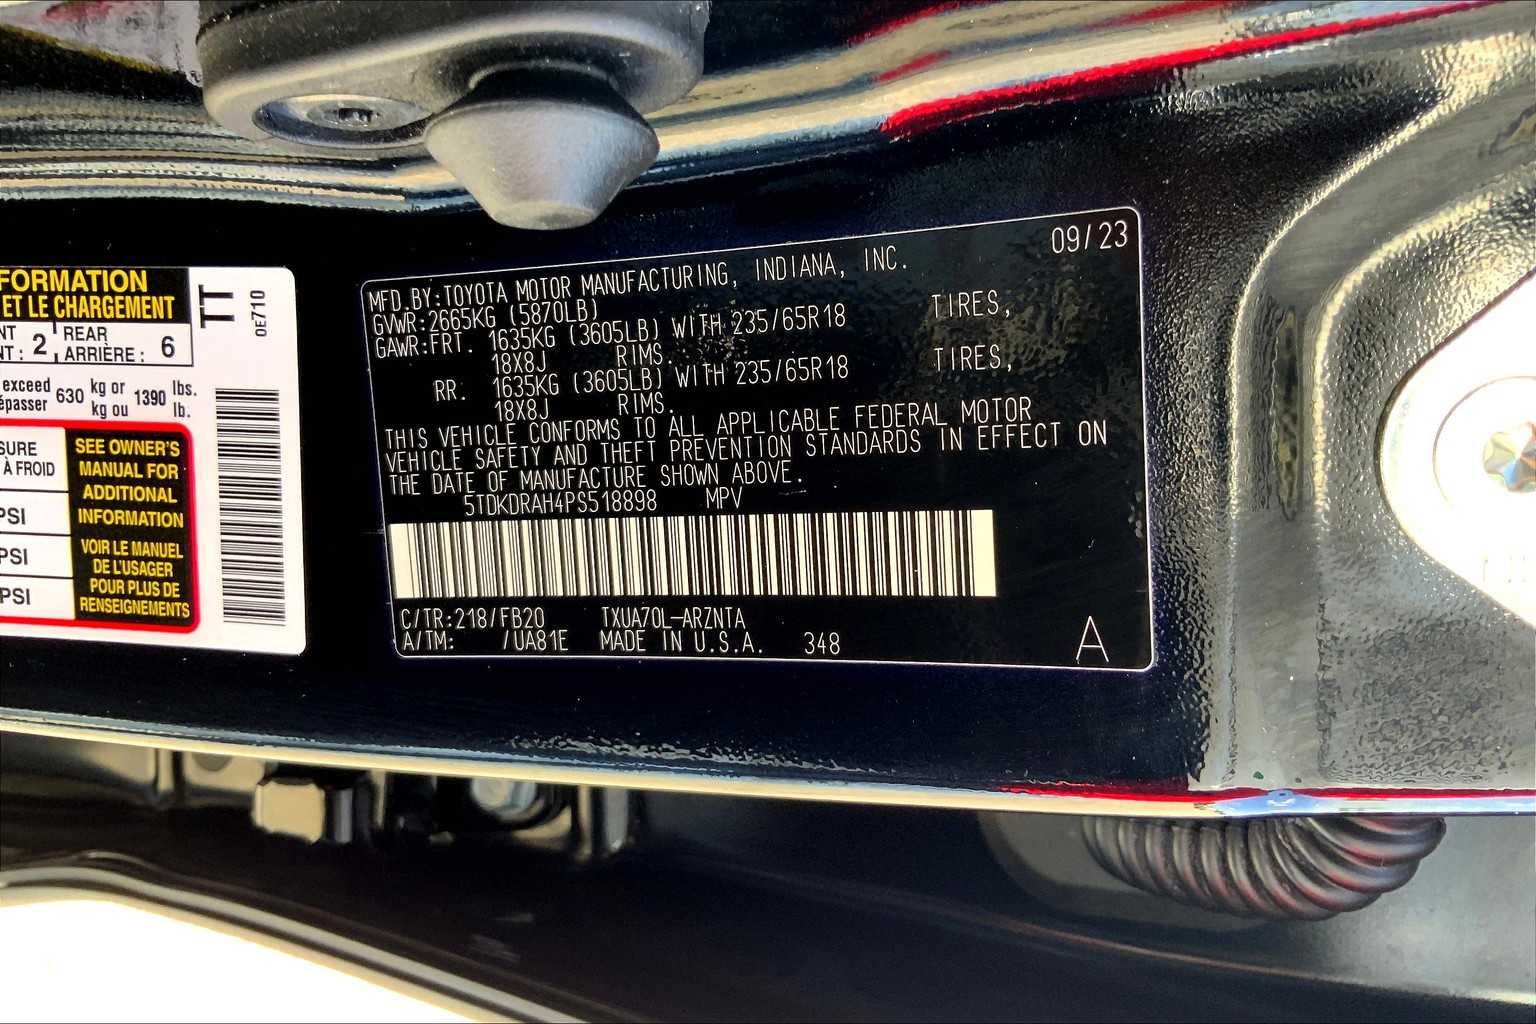 FORMATION
ET LE CHARGEMENT
NT : 2 REAR
ARRIÈRE : 6
exceed 630 kg or 1390 lbs.
épasser kg ou lb.
SURE
À FROID
PSI
PSI
PSI
SEE OWNER'S
MANUAL FOR
ADDITIONAL
INFORMATION
VOIR LE MANUEL
DE L'USAGER
POUR PLUS DE
RENSEIGNEMENTS
TT
0E710
09/23
MFD.BY:TOYOTA MOTOR MANUFACTURING, INDIANA, INC.
GVWR:2665KG (5870LB)
GAWR:FRT. 1635KG (3605LB) WITH 235/65R18 TIRES,
18X8J RIMS.
RR. 1635KG (3605LB) WITH 235/65R18 TIRES,
18X8J RIMS.
THIS VEHICLE CONFORMS TO ALL APPLICABLE FEDERAL MOTOR
VEHICLE SAFETY AND THEFT PREVENTION STANDARDS IN EFFECT ON
THE DATE OF MANUFACTURE SHOWN ABOVE.
5TDKDRAH4PS518898 MPV
C/TR:218/FB20 TXUA70L-ARZNTA
A/TM: /UA81E MADE IN U.S.A. 348
A